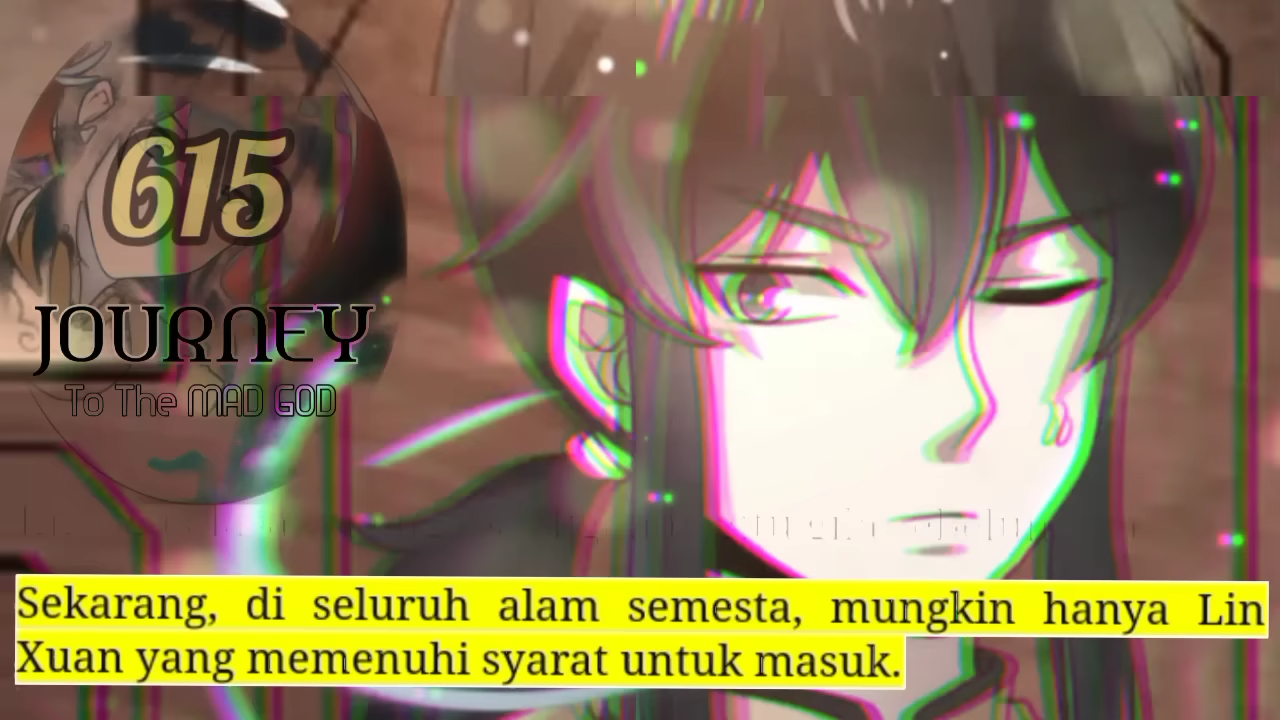 615
JOURNEY
To The MAD GOD
Sekarang, di seluruh alam semesta, mungkin hanya Lin
Xuan yang memenuhi syarat untuk masuk.